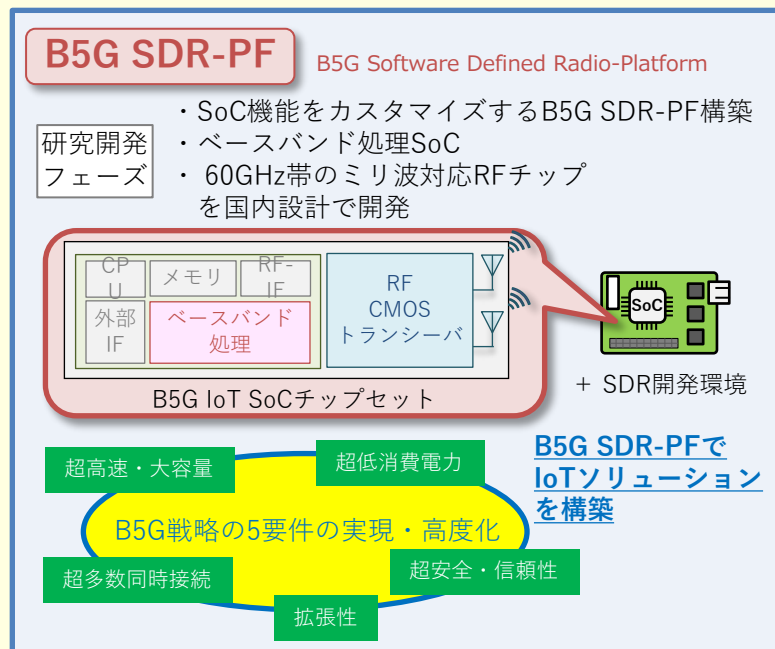 B5G SDR-PF
B5G Software Defined Radio-Platform
研究開発
フェーズ
・SoC機能をカスタマイズするB5G SDR-PF構築
・ベースバンド処理SoC
・ 60GHz帯のミリ波対応RFチップ
を国内設計で開発
CP
U
メモリ
RF-
IF
外部
IF
ベースバンド
処理
RF
CMOS
トランシーバ
B5G IoT SoCチップセット
SoC
+ SDR開発環境
B5G SDR-PFで
IoTソリューション
を構築
超高速・大容量
超低消費電力
B5G戦略の5要件の実現・高度化
超多数同時接続
超安全・信頼性
拡張性